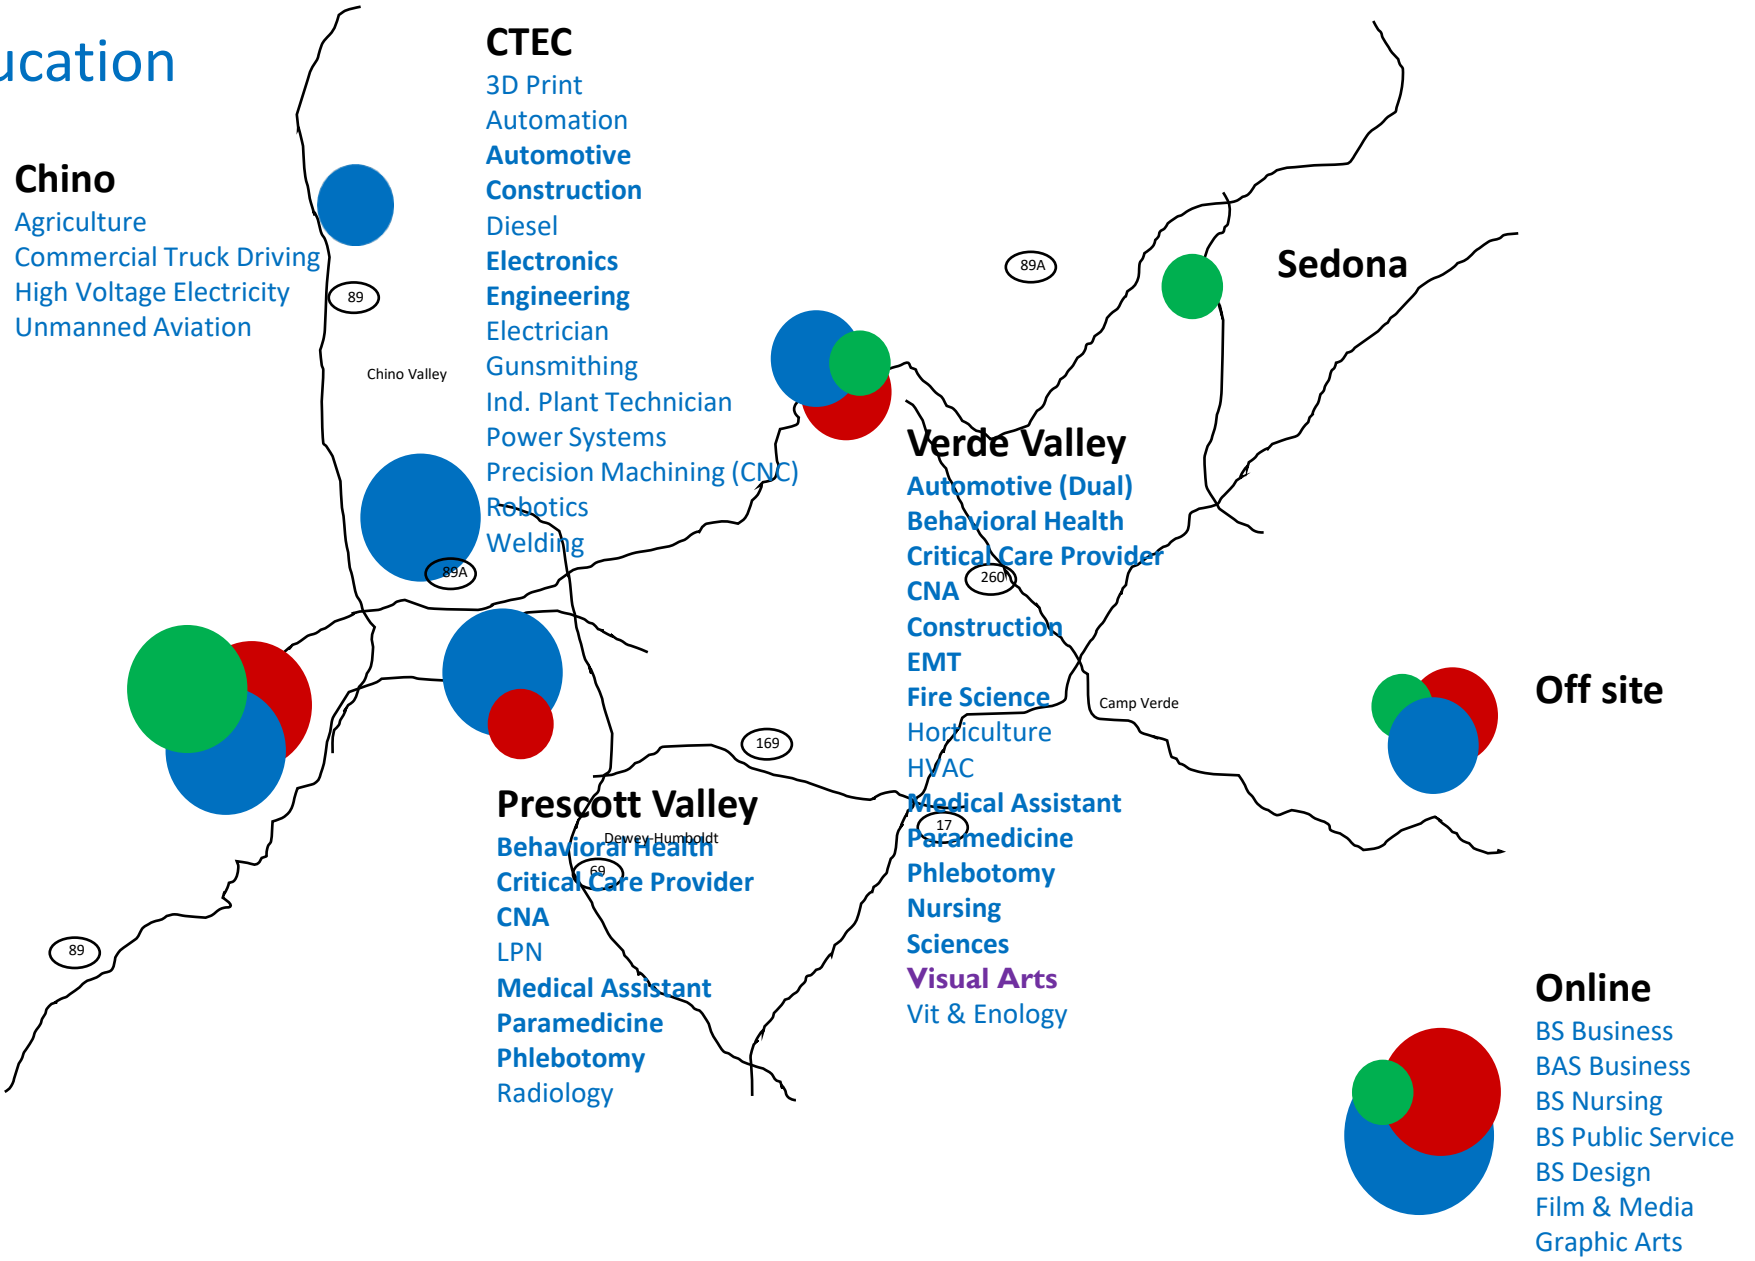 ucation
Chino
Agriculture
Commercial Truck Driving
High Voltage Electricity
Unmanned Aviation
89
Chino Valley
CTEC
3D Print
Automation
Automotive
Construction
Diesel
Electronics
Engineering
Electrician
Gunsmithing
Ind. Plant Technician
Power Systems
Precision Machining (CNC)
Robotics
Welding
89A
89A
Sedona
Verde Valley
Automotive (Dual)
Behavioral Health
Critical Care Provider
CNA
Construction
EMT
Fire Science
Horticulture
HVAC
Medical Assistant
Paramedicine
Phlebotomy
Nursing
Sciences
Visual Arts
Vit & Enology
260
Camp Verde
169
17
Prescott Valley
Dewey-Humboldt
Behavioral Health
69
Critical Care Provider
CNA
LPN
Medical Assistant
Paramedicine
Phlebotomy
Radiology
89
Off site
Online
BS Business
BAS Business
BS Nursing
BS Public Service
BS Design
Film & Media
Graphic Arts